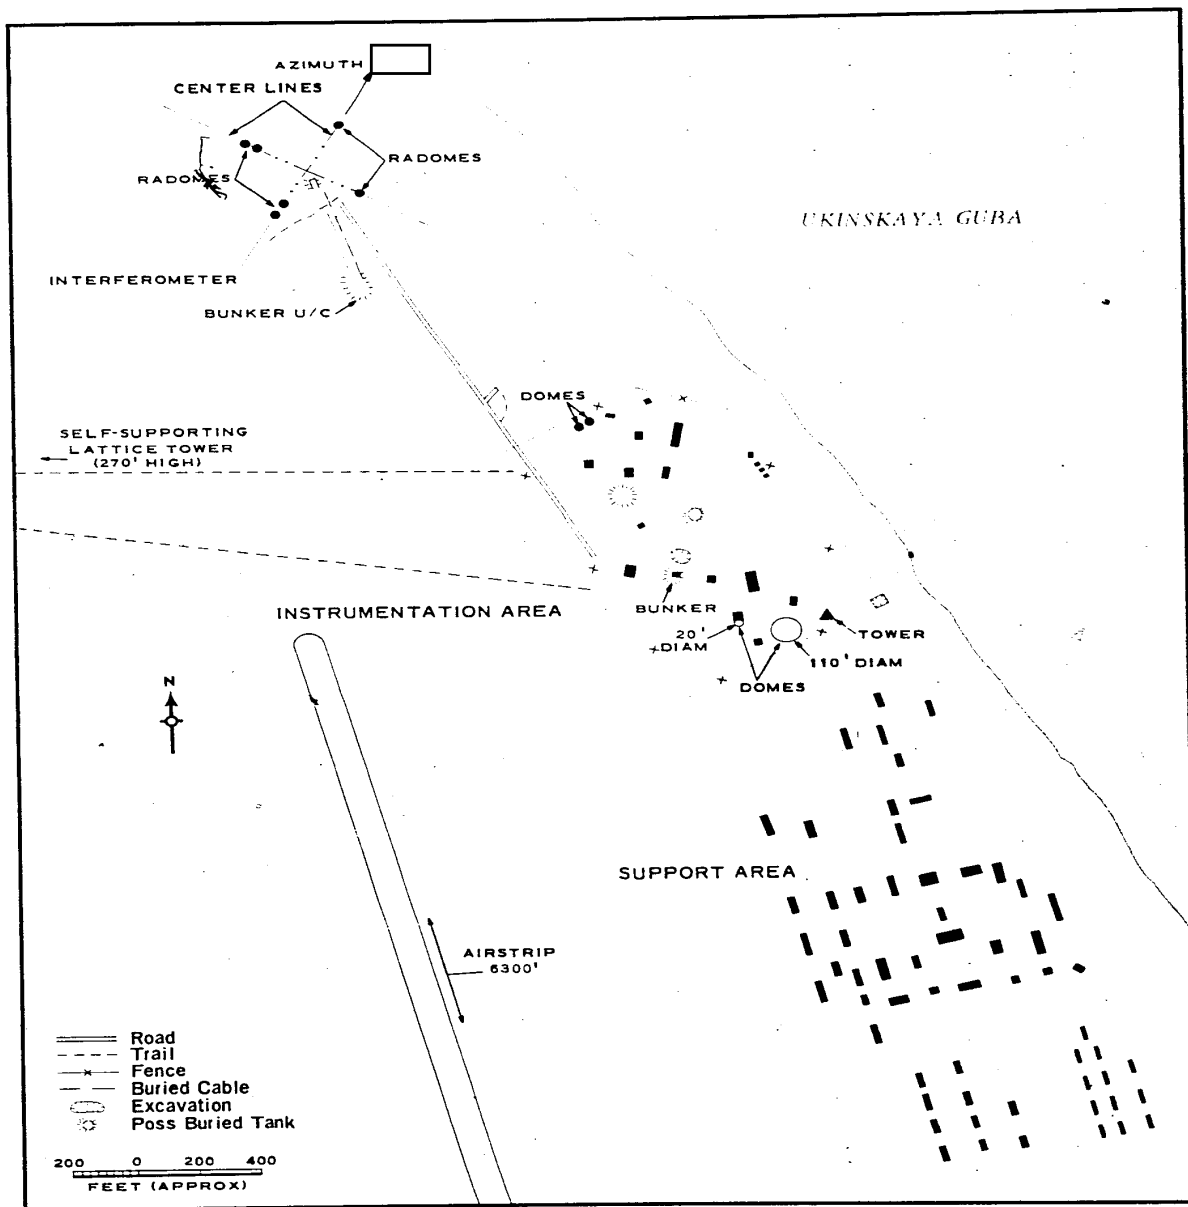 AZIMUTH
CENTER LINES
RADOMES
RADOMES
UKINSKAYA GUBA
INTERFEROMETER
BUNKER U/C
DOMES
SELF-SUPPORTING
LATTICE TOWER
(270' HIGH)
INSTRUMENTATION AREA
BUNKER
20'
DIAM
TOWER
110' DIAM
DOMES
N
SUPPORT AREA
AIRSTRIP
6300'
Road
Trail
Fence
Buried Cable
Excavation
Poss Buried Tank
200 0 200 400
FEET (APPROX)